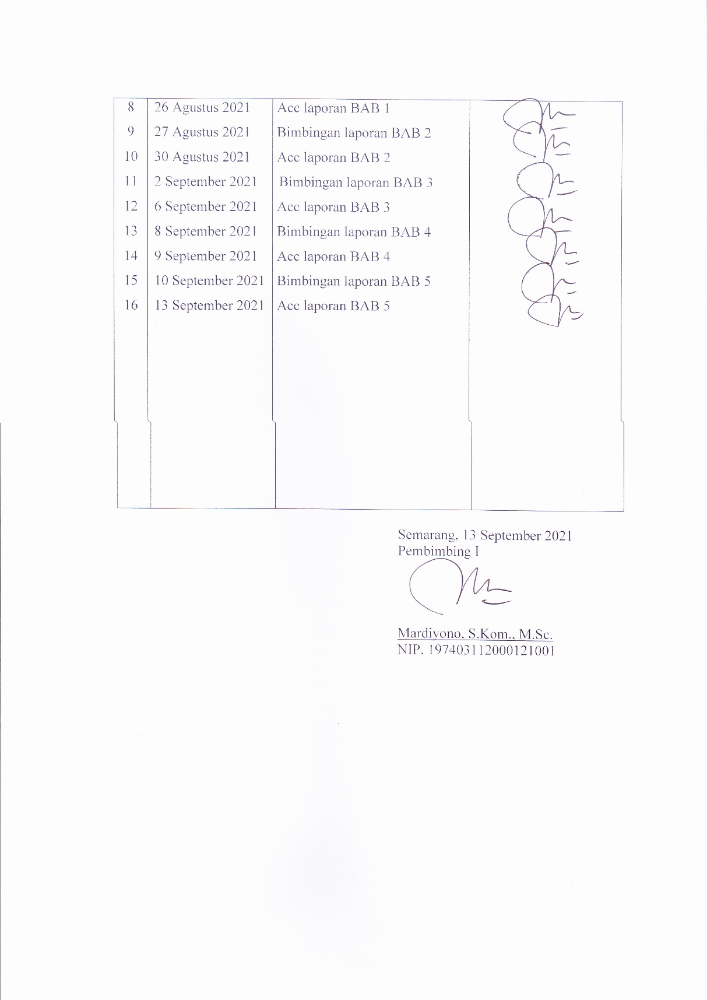 8 26 Agustus 2021 Acc laporan BAB 1
9 27 Agustus 2021 Bimbingan laporan BAB 2
10 30 Agustus 2021 Acc laporan BAB 2
11 2 September 2021 Bimbingan laporan BAB 3
12 6 September 2021 Acc laporan BAB 3
13 8 September 2021 Bimbingan laporan BAB 4
14 9 September 2021 Acc laporan BAB 4
15 10 September 2021 Bimbingan laporan BAB 5
16 13 September 2021 Acc laporan BAB 5
Semarang, 13 September 2021
Pembimbing I
Mardiyono, S.Kom., M.Sc.
NIP. 197403112000121001